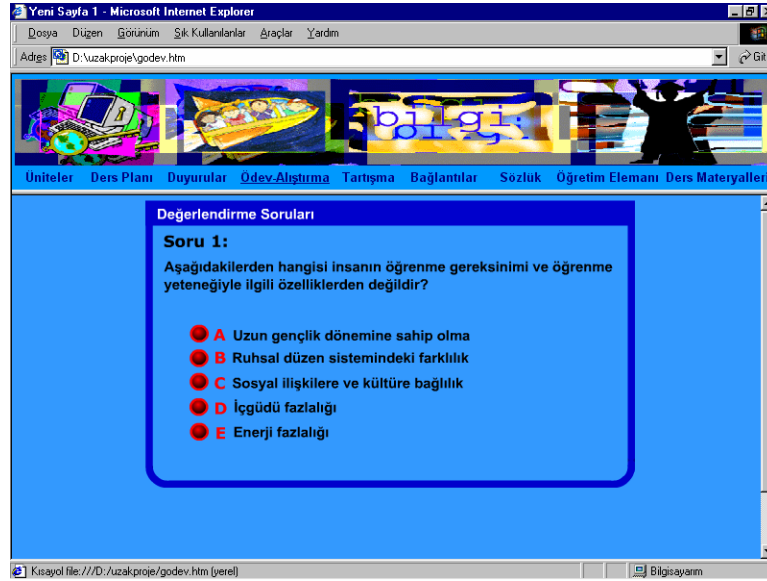 Yeni Sayfa 1 - Microsoft Internet Explorer
Dosya Düzen Görünüm Sık Kullanılanlar Araçlar Yardım
Adres D:\uzakproje\godev.htm Git
bilgi
Üniteler Ders Planı Duyurular Ödev-Alıştırma Tartışma Bağlantılar Sözlük Öğretim Elemanı Ders Materyalleri
Değerlendirme Soruları
Soru 1:
Aşağıdakilerden hangisi insanın öğrenme gereksinimi ve öğrenme
yeteneğiyle ilgili özelliklerden değildir?
A Uzun gençlik dönemine sahip olma
B Ruhsal düzen sistemindeki farklılık
C Sosyal ilişkilere ve kültüre bağlılık
D İçgüdü fazlalığı
E Enerji fazlalığı
Kısayol file:///D:/uzakproje/godev.htm (yerel) Bilgisayarım